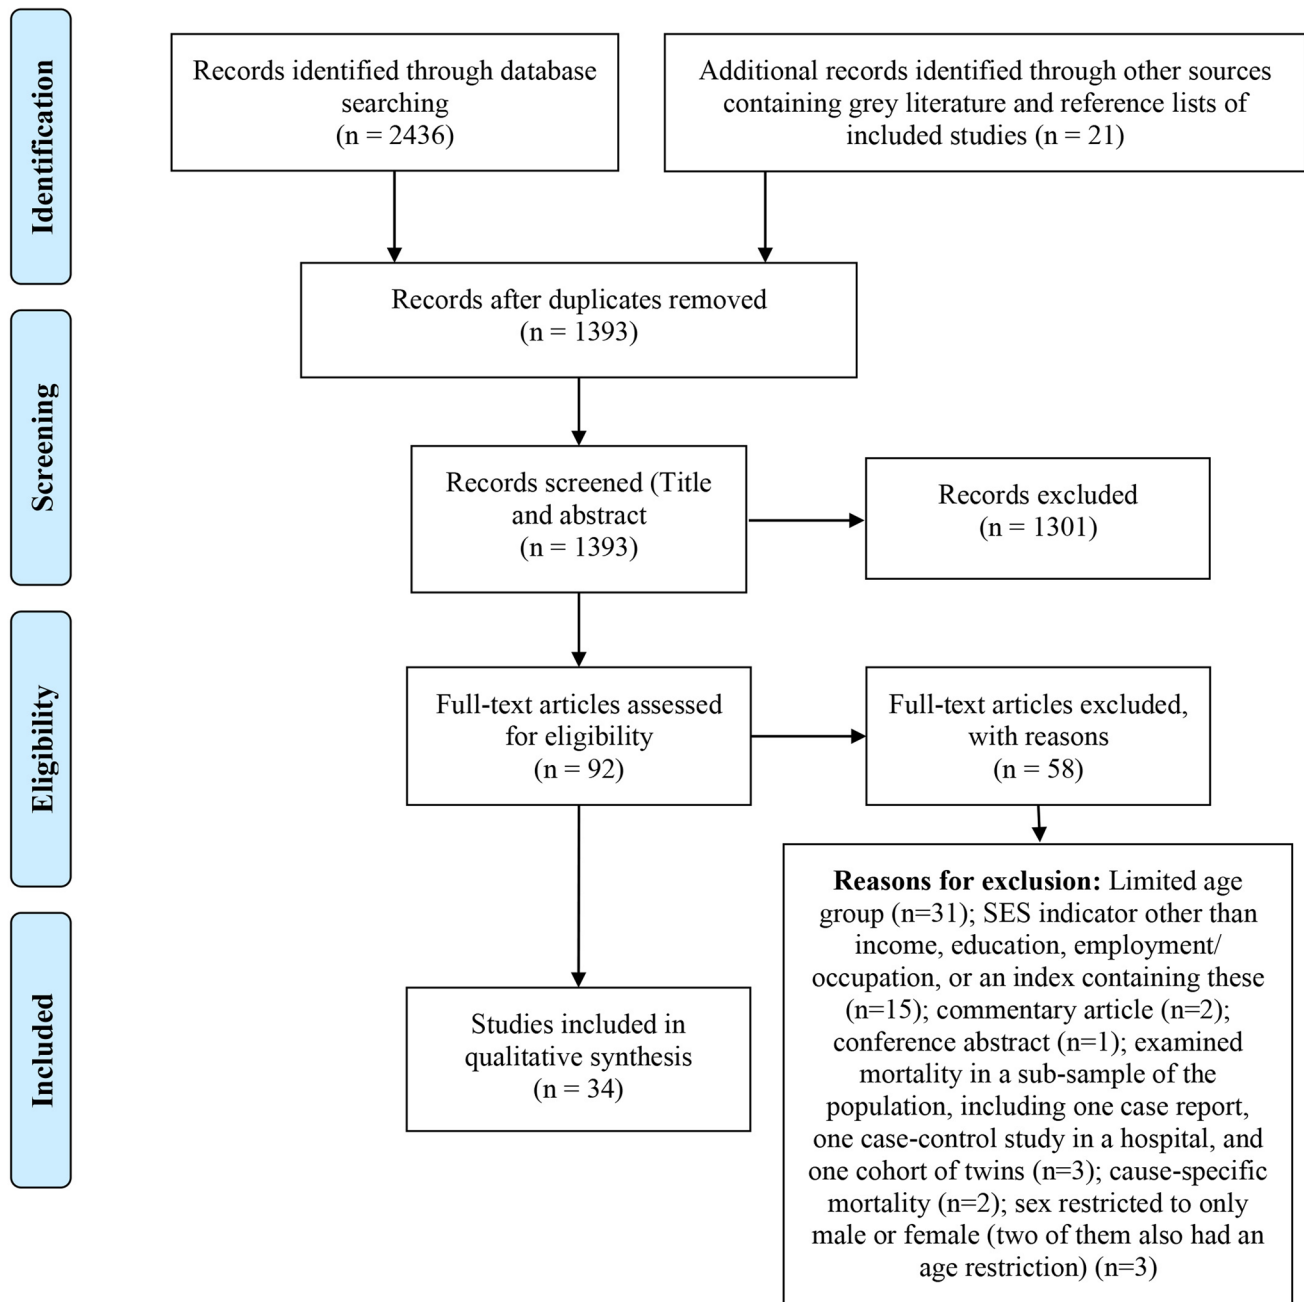 Identification
Records identified through database
searching
(n = 2436)
Additional records identified through other sources
containing grey literature and reference lists of
included studies (n = 21)
Records after duplicates removed
(n = 1393)
Screening
Records screened (Title
and abstract
(n = 1393)
Records excluded
(n = 1301)
Eligibility
Full-text articles assessed
for eligibility
(n = 92)
Full-text articles excluded,
with reasons
(n = 58)
Reasons for exclusion: Limited age
group (n=31); SES indicator other than
income, education, employment/
occupation, or an index containing these
(n=15); commentary article (n=2);
conference abstract (n=1); examined
mortality in a sub-sample of the
population, including one case report,
one case-control study in a hospital, and
one cohort of twins (n=3); cause-specific
mortality (n=2); sex restricted to only
male or female (two of them also had an
age restriction) (n=3)
Included
Studies included in
qualitative synthesis
(n = 34)